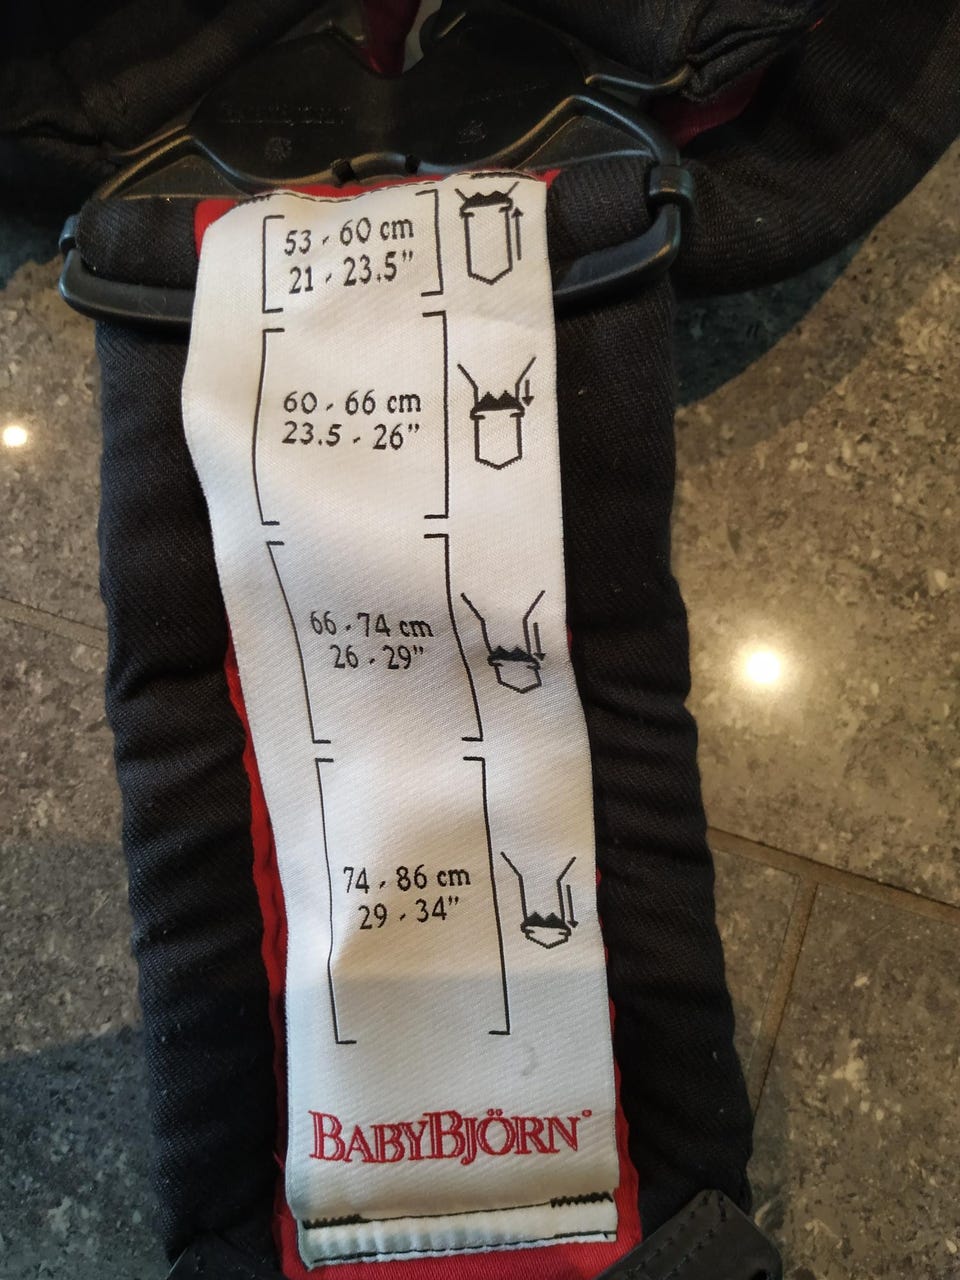 53 - 60 cm
21 - 23.5"
60 - 66 cm
23.5 - 26"
66 - 74 cm
26 - 29"
74 - 86 cm
29 - 34"
BABYBJÖRN